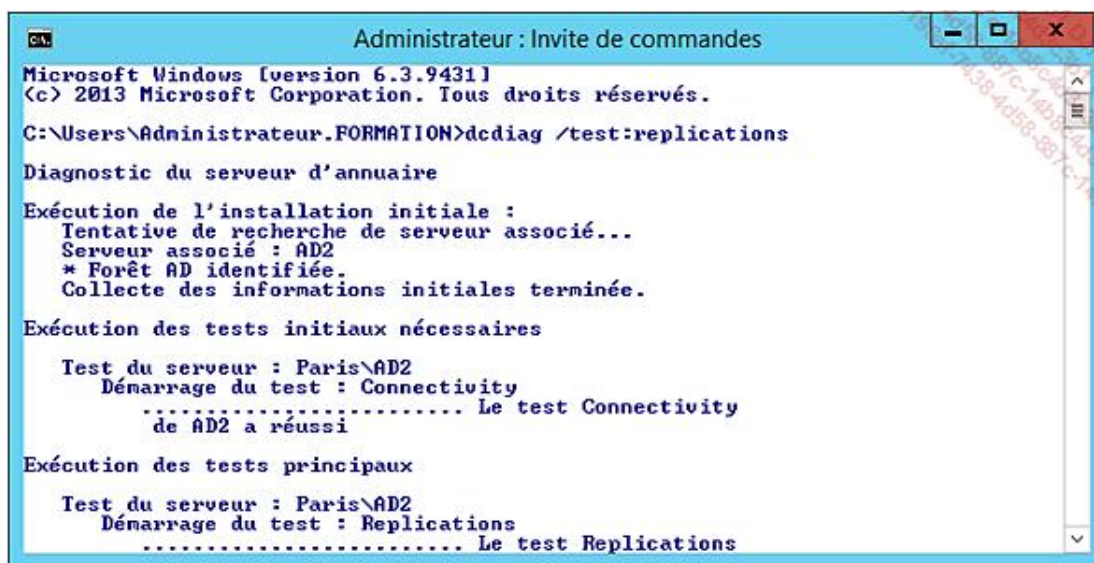 Administrateur : Invite de commandes
Microsoft Windows [version 6.3.9431]
(c) 2013 Microsoft Corporation. Tous droits réservés.
C:\Users\Administrateur.FORMATION>dcdiag /test:replications
Diagnostic du serveur d'annuaire
Exécution de l'installation initiale :
Tentative de recherche de serveur associé...
Serveur associé : AD2
* Forêt AD identifiée.
Collecte des informations initiales terminée.
Exécution des tests initiaux nécessaires
Test du serveur : Paris\AD2
Démarrage du test : Connectivity
......................... Le test Connectivity
de AD2 a réussi
Exécution des tests principaux
Test du serveur : Paris\AD2
Démarrage du test : Replications
......................... Le test Replications